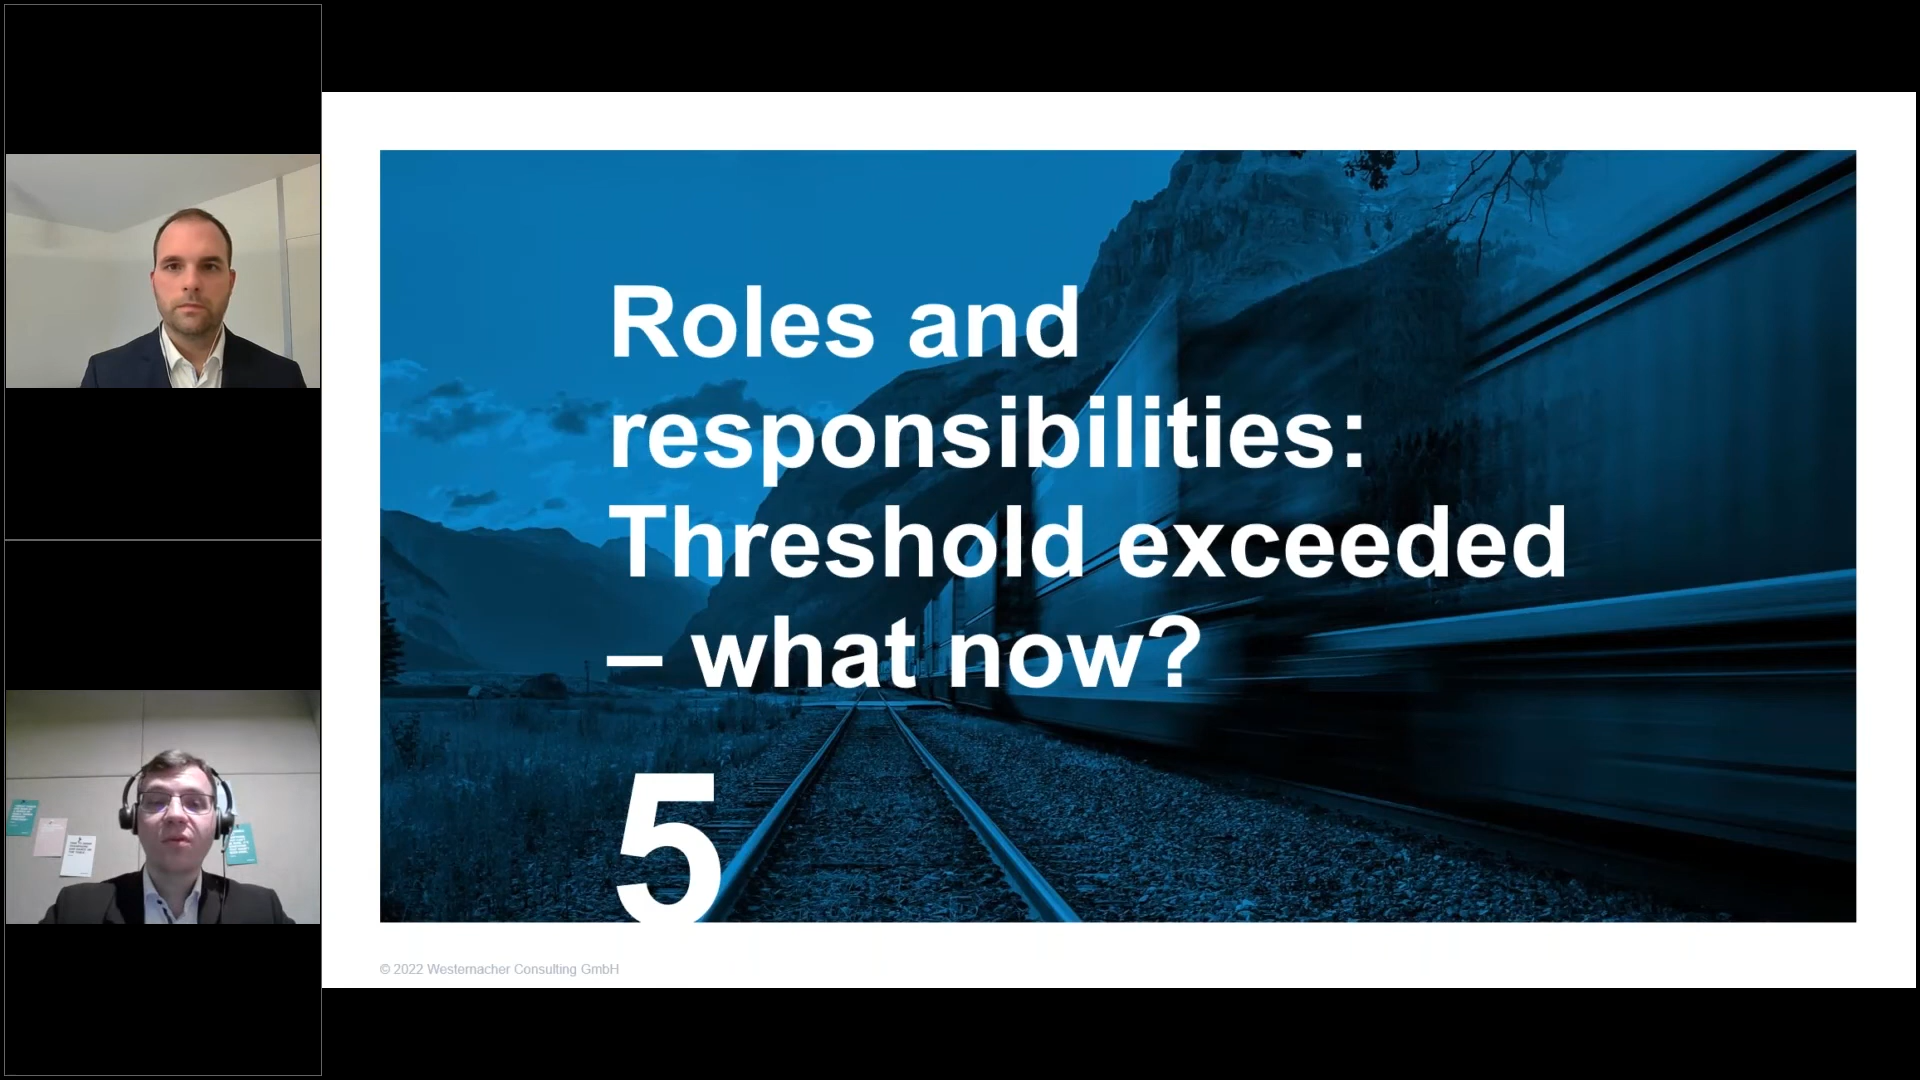 Roles and
responsibilities:
Threshold exceeded
– what now?
5
© 2022 Westernacher Consulting GmbH